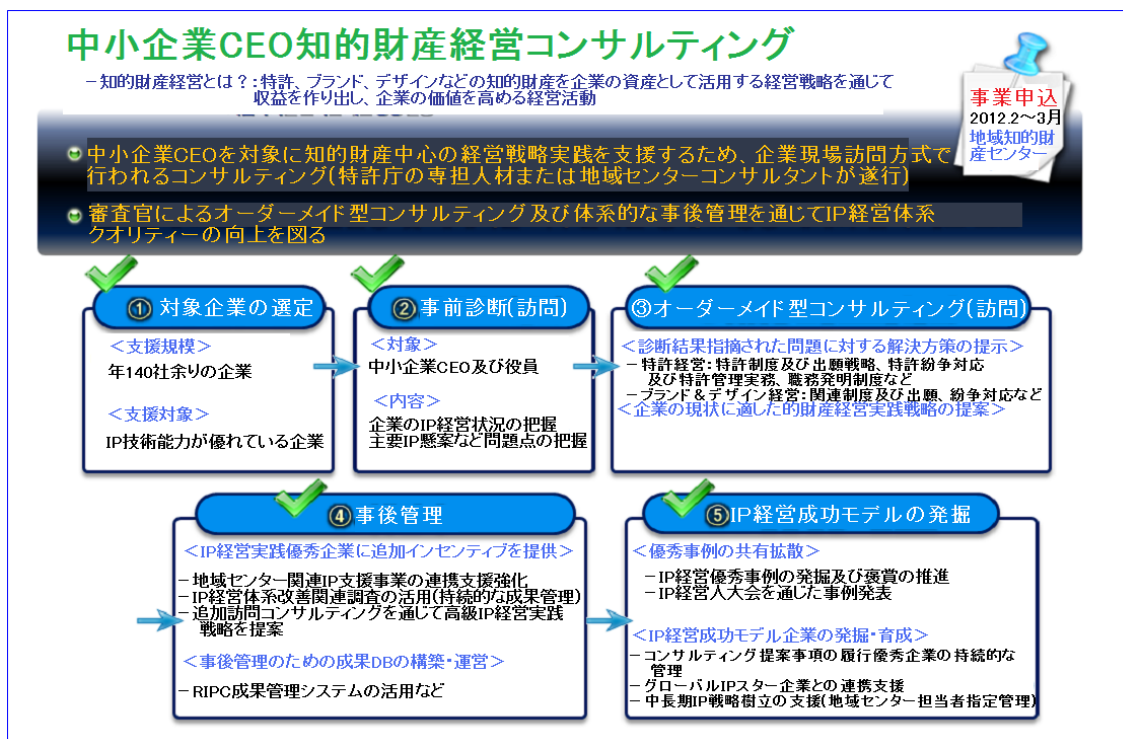 中小企業CEO知的財産経営コンサルティング
－知的財産経営とは？：特許、ブランド、デザインなどの知的財産を企業の資産として活用する経営戦略を通じて
収益を作り出し、企業の価値を高める経営活動
事業申込
2012.2～3月
地域知的財
産センター
中小企業CEOを対象に知的財産中心の経営戦略実践を支援するため、企業現場訪問方式で
行われるコンサルティング(特許庁の専担人材または地域センターコンサルタントが遂行)
審査官によるオーダーメイド型コンサルティング及び体系的な事後管理を通じてIP経営体系
クオリティーの向上を図る
①対象企業の選定
＜支援規模＞
年140社余りの企業
＜支援対象＞
IP技術能力が優れている企業
②事前診断(訪問)
＜対象＞
中小企業CEO及び役員
＜内容＞
企業のIP経営状況の把握
主要IP懸案など問題点の把握
③オーダーメイド型コンサルティング(訪問)
＜診断結果指摘された問題に対する解決方策の提示＞
－特許経営：特許制度及び出願戦略、特許紛争対応
及び特許管理実務、職務発明制度など
－ブランド＆デザイン経営：関連制度及び出願、紛争対応など
＜企業の現状に適した的財産経営実践戦略の提案＞
④事後管理
＜IP経営実践優秀企業に追加インセンティブを提供＞
－地域センター関連IP支援事業の連携支援強化
－IP経営体系改善関連調査の活用(持続的な成果管理)
－追加訪問コンサルティングを通じて高級IP経営実践
戦略を提案
＜事後管理のための成果DBの構築・運営＞
－RIPC成果管理システムの活用など
⑤IP経営成功モデルの発掘
＜優秀事例の共有拡散＞
－IP経営優秀事例の発掘及び褒賞の推進
－IP経営人大会を通じた事例発表
＜IP経営成功モデル企業の発掘・育成＞
－コンサルティング提案事項の履行優秀企業の持続的な
管理
－グローバルIPスター企業との連携支援
－中長期IP戦略樹立の支援(地域センター担当者指定管理)